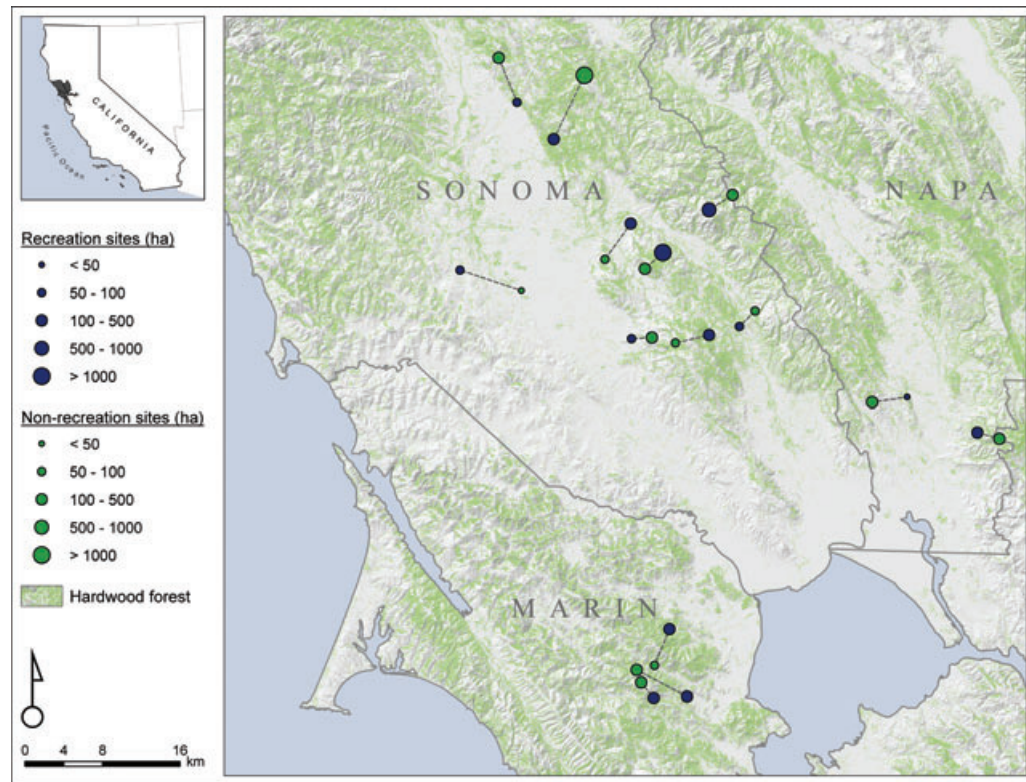 CALIFORNIA
Pacific Ocean
Recreation sites (ha)
< 50
50 - 100
100 - 500
500 - 1000
> 1000
Non-recreation sites (ha)
< 50
50 - 100
100 - 500
500 - 1000
> 1000
Hardwood forest
0 4 8 16
km
SONOMA
NAPA
MARIN